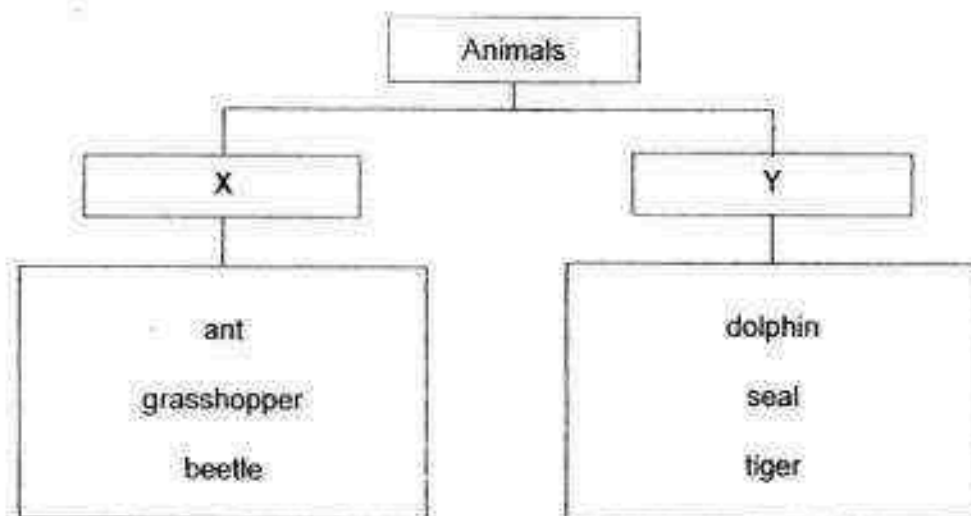 Animals
X
Y
ant
grasshopper
beetle
dolphin
seal
tiger